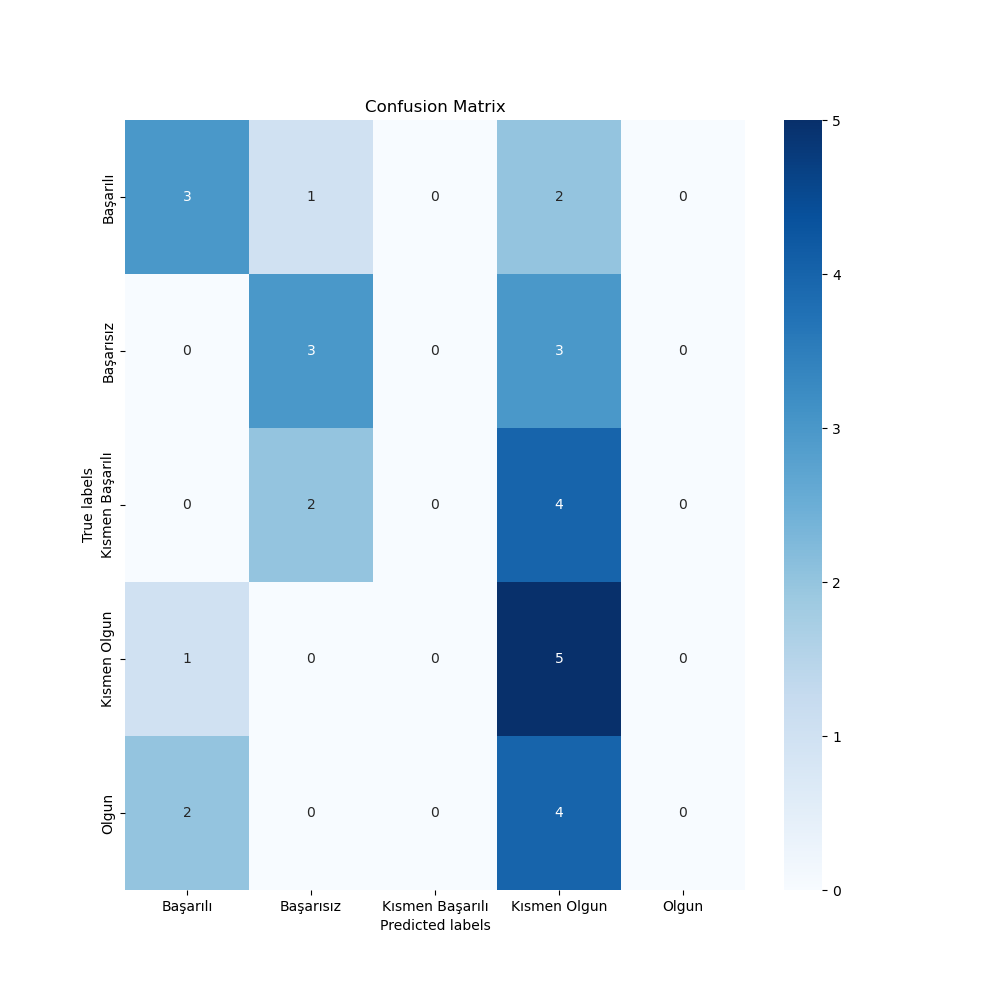 Confusion Matrix
Başarılı
3 1 0 2 0
Başarısız
0 3 0 3 0
True labels
Kısmen Başarılı
0 2 0 4 0
Kısmen Olgun
1 0 0 5 0
Olgun
2 0 0 4 0
Başarılı Başarısız Kısmen Başarılı Kısmen Olgun Olgun
Predicted labels
5
4
3
2
1
0